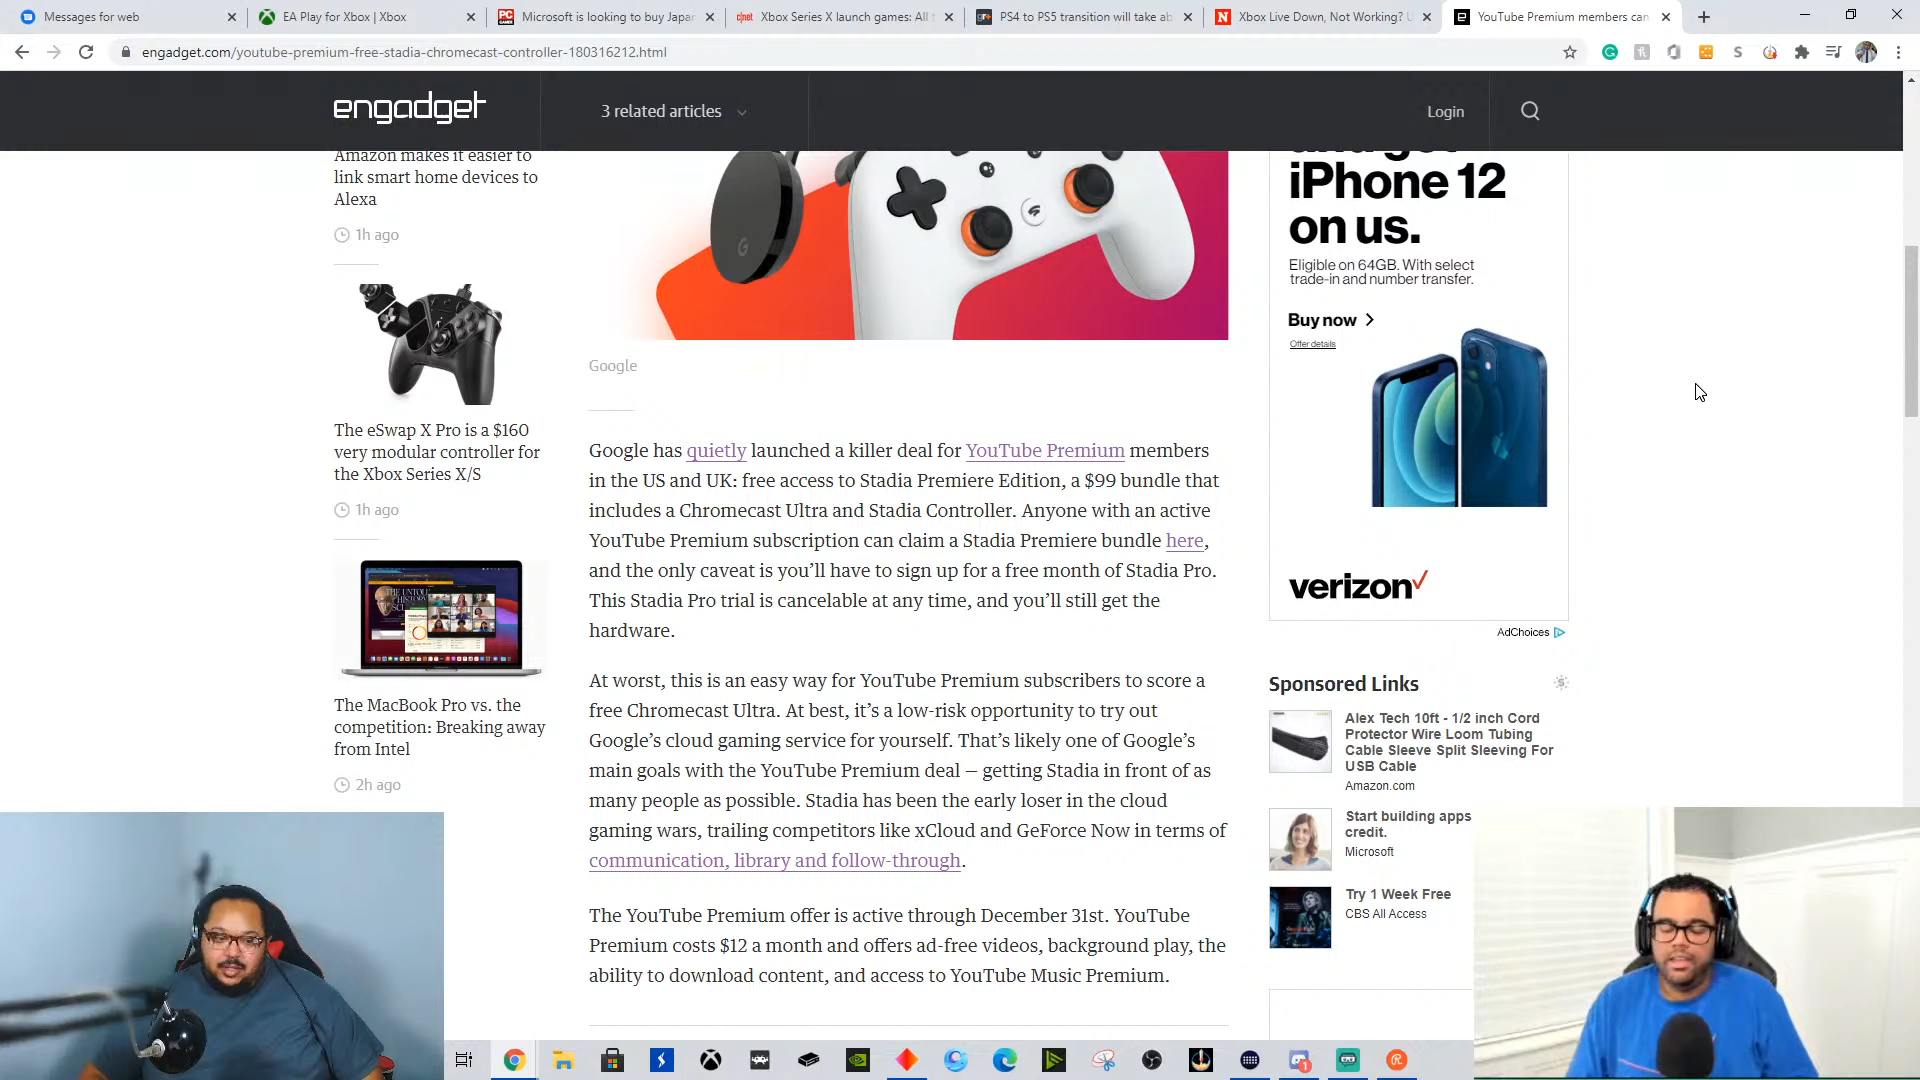 Messages for web
EA Play for Xbox | Xbox
Microsoft is looking to buy Japa
Xbox Series X launch games: All
PS4 to PS5 transition will take ab
Xbox Live Down, Not Working? U
YouTube Premium members can
engadget.com/youtube-premium-free-stadia-chromecast-controller-180316212.html
engadget
3 related articles
Login
Amazon makes it easier to
link smart home devices to
Alexa
1h ago
The eSwap X Pro is a $160
very modular controller for
the Xbox Series X/S
1h ago
The MacBook Pro vs. the
competition: Breaking away
from Intel
2h ago
Google
Google has quietly launched a killer deal for YouTube Premium members
in the US and UK: free access to Stadia Premiere Edition, a $99 bundle that
includes a Chromecast Ultra and Stadia Controller. Anyone with an active
YouTube Premium subscription can claim a Stadia Premiere bundle here,
and the only caveat is you'll have to sign up for a free month of Stadia Pro.
This Stadia Pro trial is cancelable at any time, and you'll still get the
hardware.
At worst, this is an easy way for YouTube Premium subscribers to score a
free Chromecast Ultra. At best, it's a low-risk opportunity to try out
Google's cloud gaming service for yourself. That's likely one of Google's
main goals with the YouTube Premium deal — getting Stadia in front of as
many people as possible. Stadia has been the early loser in the cloud
gaming wars, trailing competitors like xCloud and GeForce Now in terms of
communication, library and follow-through.
The YouTube Premium offer is active through December 31st. YouTube
Premium costs $12 a month and offers ad-free videos, background play, the
ability to download content, and access to YouTube Music Premium.
and get
iPhone 12
on us.
Eligible on 64GB. With select
trade-in and number transfer.
Buy now
Offer details
verizon
AdChoices
Sponsored Links
Alex Tech 10ft - 1/2 inch Cord
Protector Wire Loom Tubing
Cable Sleeve Split Sleeving For
USB Cable
Amazon.com
Start building apps
credit.
Microsoft
Try 1 Week Free
CBS All Access